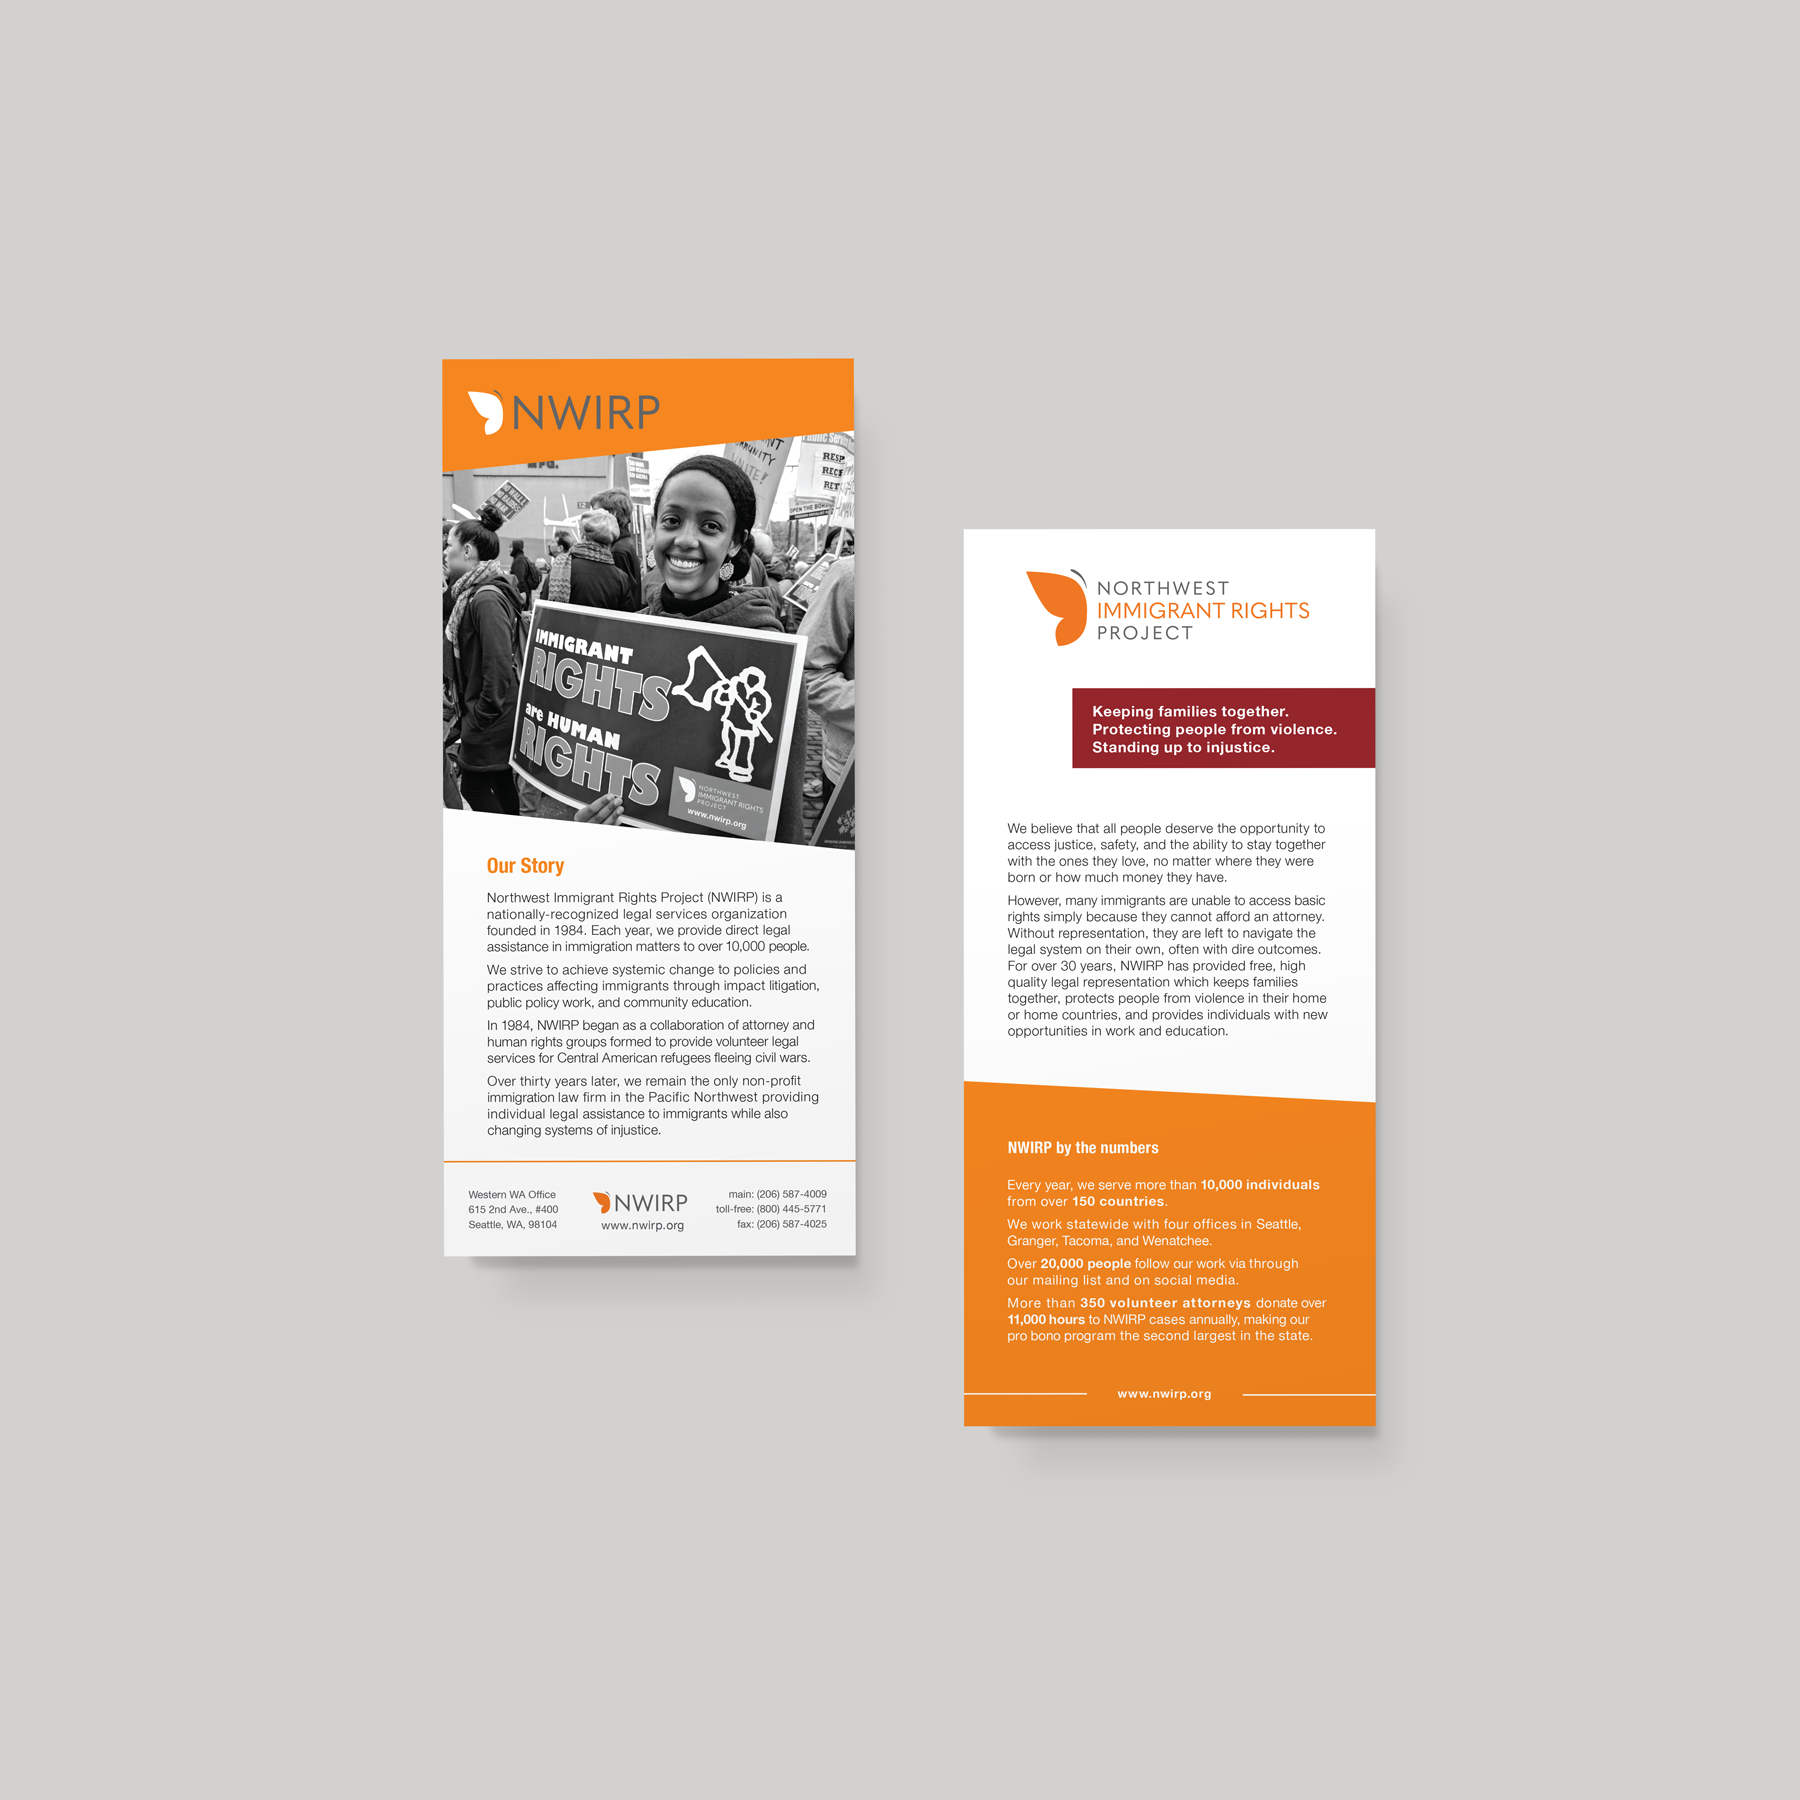 NWIRP
MFG.
NT
MUNITY
UNITE!
Public Serv
RESP
RECE
RET
OPEN THE BOR
IMMIGRANT
RIGHTS
are HUMAN
RIGHTS
NORTHWEST
IMMIGRANT RIGHTS
PROJECT
www.nwirp.org
Our Story
Northwest Immigrant Rights Project (NWIRP) is a
nationally-recognized legal services organization
founded in 1984. Each year, we provide direct legal
assistance in immigration matters to over 10,000 people.
We strive to achieve systemic change to policies and
practices affecting immigrants through impact litigation,
public policy work, and community education.
In 1984, NWIRP began as a collaboration of attorney and
human rights groups formed to provide volunteer legal
services for Central American refugees fleeing civil wars.
Over thirty years later, we remain the only non-profit
immigration law firm in the Pacific Northwest providing
individual legal assistance to immigrants while also
changing systems of injustice.
Western WA Office
615 2nd Ave., #400
Seattle, WA, 98104
NWIRP
www.nwirp.org
main: (206) 587-4009
toll-free: (800) 445-5771
fax: (206) 587-4025
NORTHWEST
IMMIGRANT RIGHTS
PROJECT
Keeping families together.
Protecting people from violence.
Standing up to injustice.
We believe that all people deserve the opportunity to
access justice, safety, and the ability to stay together
with the ones they love, no matter where they were
born or how much money they have.
However, many immigrants are unable to access basic
rights simply because they cannot afford an attorney.
Without representation, they are left to navigate the
legal system on their own, often with dire outcomes.
For over 30 years, NWIRP has provided free, high
quality legal representation which keeps families
together, protects people from violence in their home
or home countries, and provides individuals with new
opportunities in work and education.
NWIRP by the numbers
Every year, we serve more than 10,000 individuals
from over 150 countries.
We work statewide with four offices in Seattle,
Granger, Tacoma, and Wenatchee.
Over 20,000 people follow our work via through
our mailing list and on social media.
More than 350 volunteer attorneys donate over
11,000 hours to NWIRP cases annually, making our
pro bono program the second largest in the state.
www.nwirp.org